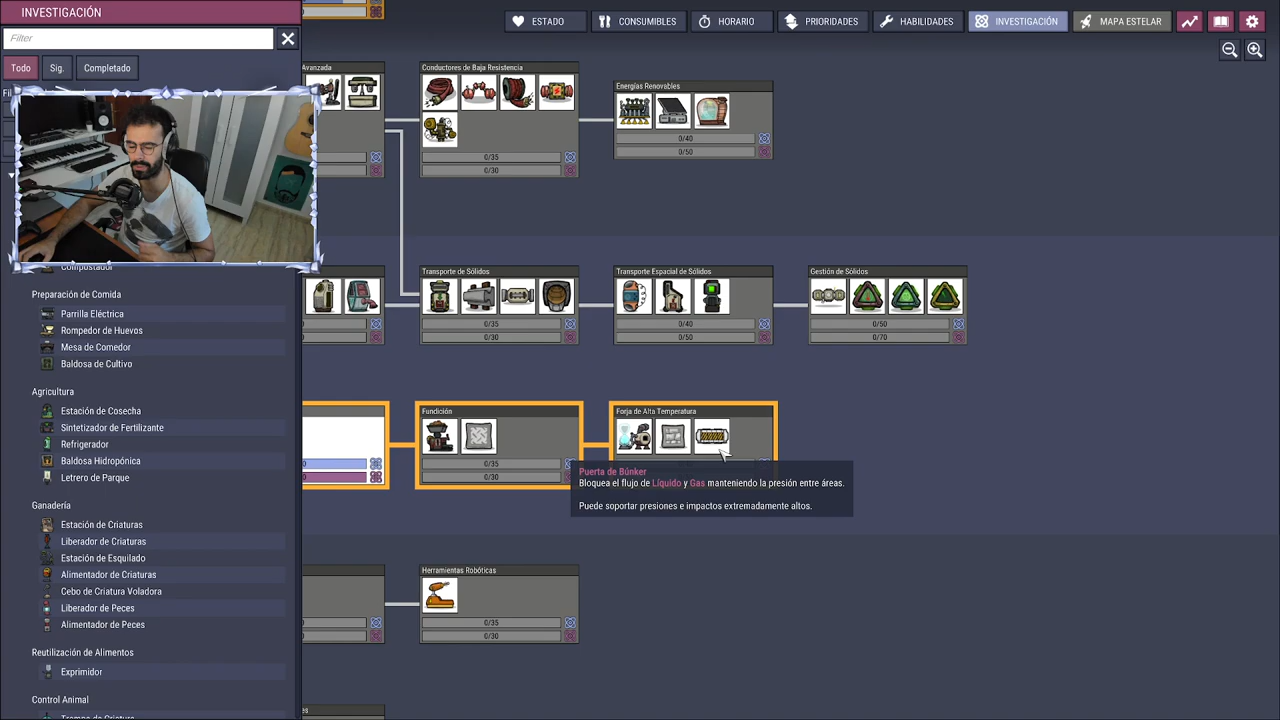 INVESTIGACIÓN
Filter
Todo
Sig.
Completado
ESTADO
CONSUMIBLES
HORARIO
PRIORIDADES
HABILIDADES
INVESTIGACIÓN
MAPA ESTELAR
Avanzada
Conductores de Baja Resistencia
0/35
0/30
Energías Renovables
0/40
0/50
Compostador
Preparación de Comida
Parrilla Eléctrica
Rompedor de Huevos
Mesa de Comedor
Baldosa de Cultivo
Agricultura
Estación de Cosecha
Sintetizador de Fertilizante
Refrigerador
Baldosa Hidropónica
Letrero de Parque
Ganadería
Estación de Criaturas
Liberador de Criaturas
Estación de Esquilado
Alimentador de Criaturas
Cebo de Criatura Voladora
Liberador de Peces
Alimentador de Peces
Reutilización de Alimentos
Exprimidor
Control Animal
Trampa de Criatura
Transporte de Sólidos
0/35
0/30
Transporte Espacial de Sólidos
0/40
0/50
Gestión de Sólidos
0/50
0/70
Fundición
0/35
0/30
Forja de Alta Temperatura
Puerta de Búnker
Bloquea el flujo de Líquido y Gas manteniendo la presión entre áreas.
Puede soportar presiones e impactos extremadamente altos.
Herramientas Robóticas
0/35
0/30